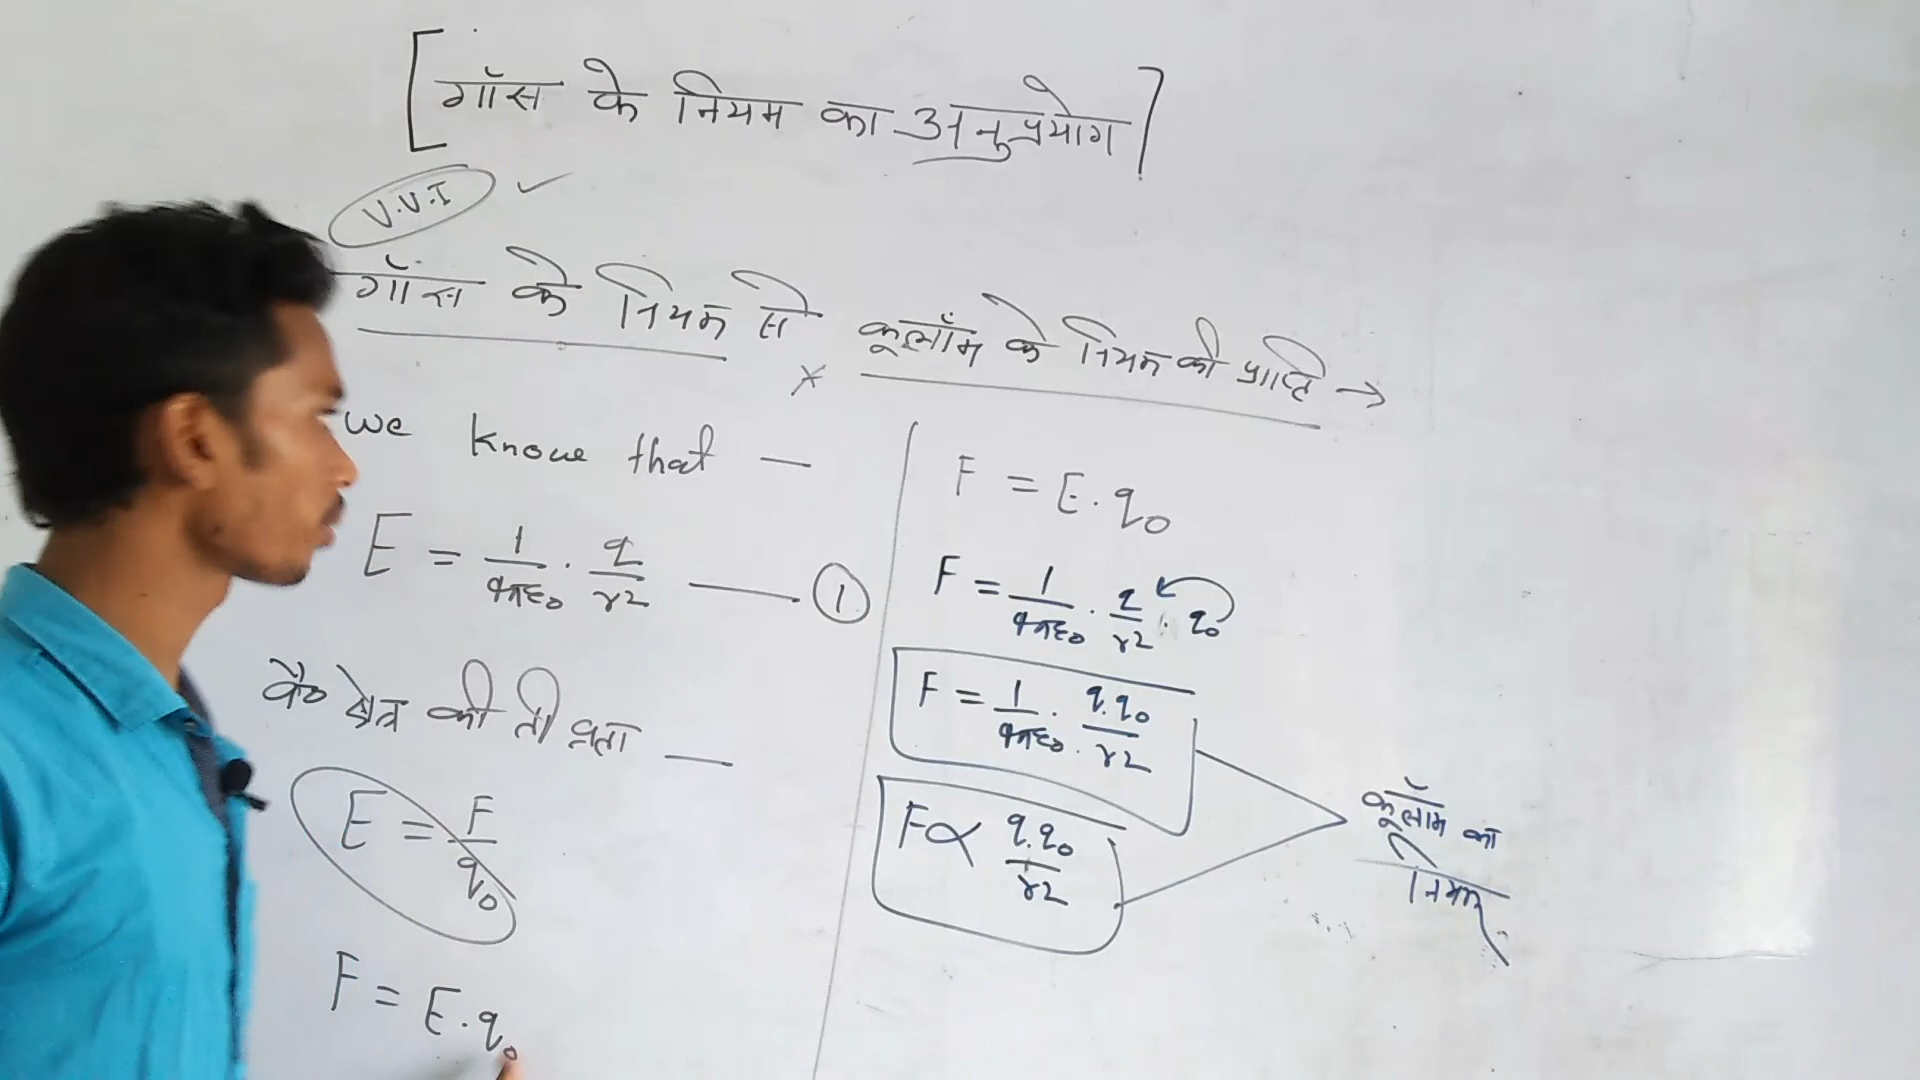 [गॉस के नियम का अनुप्रयोग]
V.V.I ✓
गॉस के नियम से कूलॉम के नियम की प्राप्ति →
we know that —
E = 1/4πε₀ · q/r² —— ①
वै० क्षेत्र की तीव्रता —
E = F/q₀
F = E.q₀
F = E.q₀
F = 1/4πε₀ · q/r² · q₀
F = 1/4πε₀ · q.q₀/r²
F ∝ q.q₀/r²
कूलॉम का
नियम